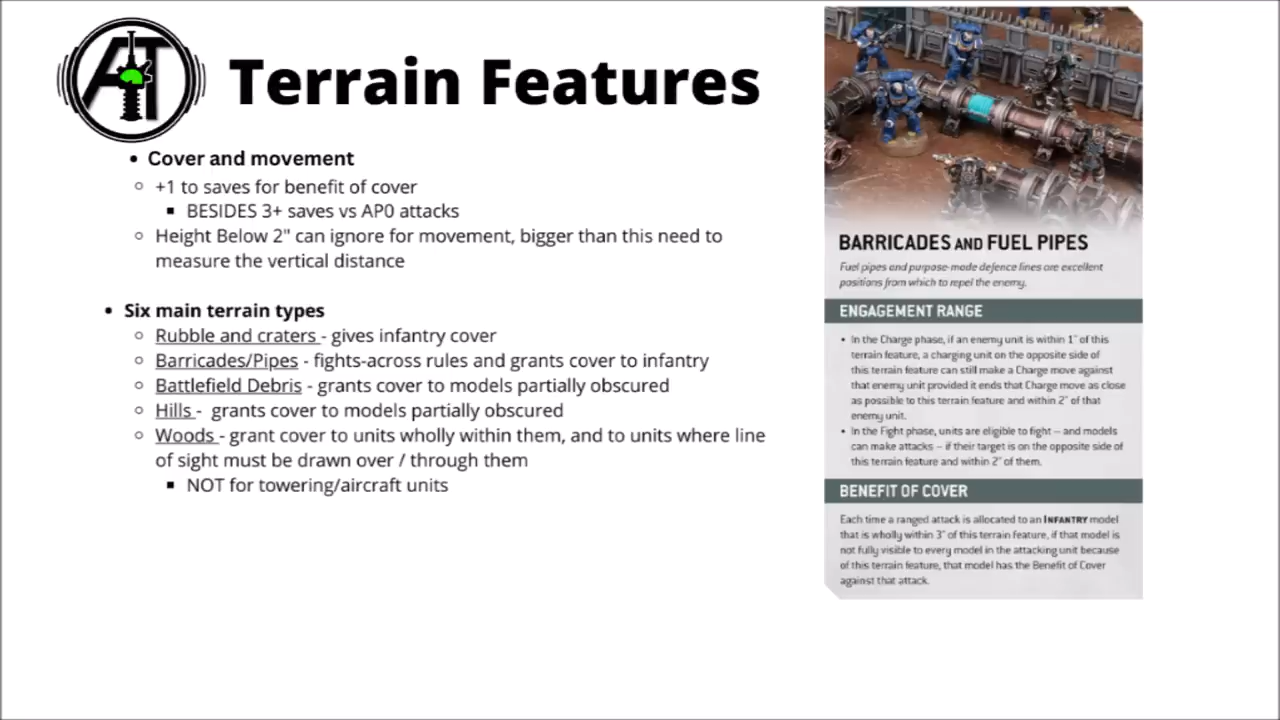 AT
Terrain Features
• Cover and movement
○ +1 to saves for benefit of cover
▪ BESIDES 3+ saves vs AP0 attacks
○ Height Below 2" can ignore for movement, bigger than this need to
measure the vertical distance
• Six main terrain types
○ Rubble and craters - gives infantry cover
○ Barricades/Pipes - fights-across rules and grants cover to infantry
○ Battlefield Debris - grants cover to models partially obscured
○ Hills - grants cover to models partially obscured
○ Woods - grant cover to units wholly within them, and to units where line
of sight must be drawn over / through them
▪ NOT for towering/aircraft units
BARRICADES AND FUEL PIPES
Fuel pipes and purpose-made defence lines are excellent
positions from which to repel the enemy.
ENGAGEMENT RANGE
• In the Charge phase, if an enemy unit is within 1" of this
terrain feature, a charging unit on the opposite side of
this terrain feature can still make a Charge move against
that enemy unit provided it ends that Charge move as close
as possible to this terrain feature and within 2" of that
enemy unit.
• In the Fight phase, units are eligible to fight – and models
can make attacks – if their target is on the opposite side of
this terrain feature and within 2" of them.
BENEFIT OF COVER
Each time a ranged attack is allocated to an INFANTRY model
that is wholly within 3" of this terrain feature, if that model is
not fully visible to every model in the attacking unit because
of this terrain feature, that model has the Benefit of Cover
against that attack.